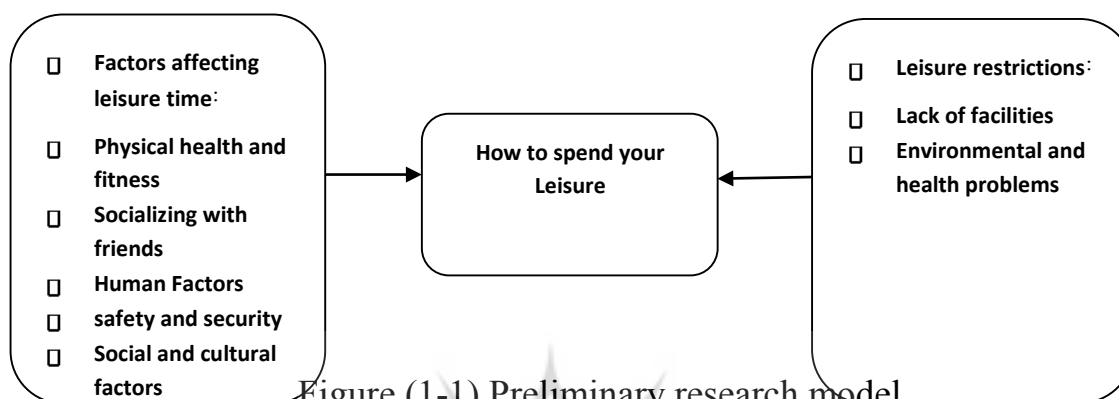 Factors affecting
leisure time:
Physical health and
fitness
Socializing with
friends
Human Factors
safety and security
Social and cultural
factors
How to spend your
Leisure
Leisure restrictions:
Lack of facilities
Environmental and
health problems
Figure (1-1) Preliminary research model